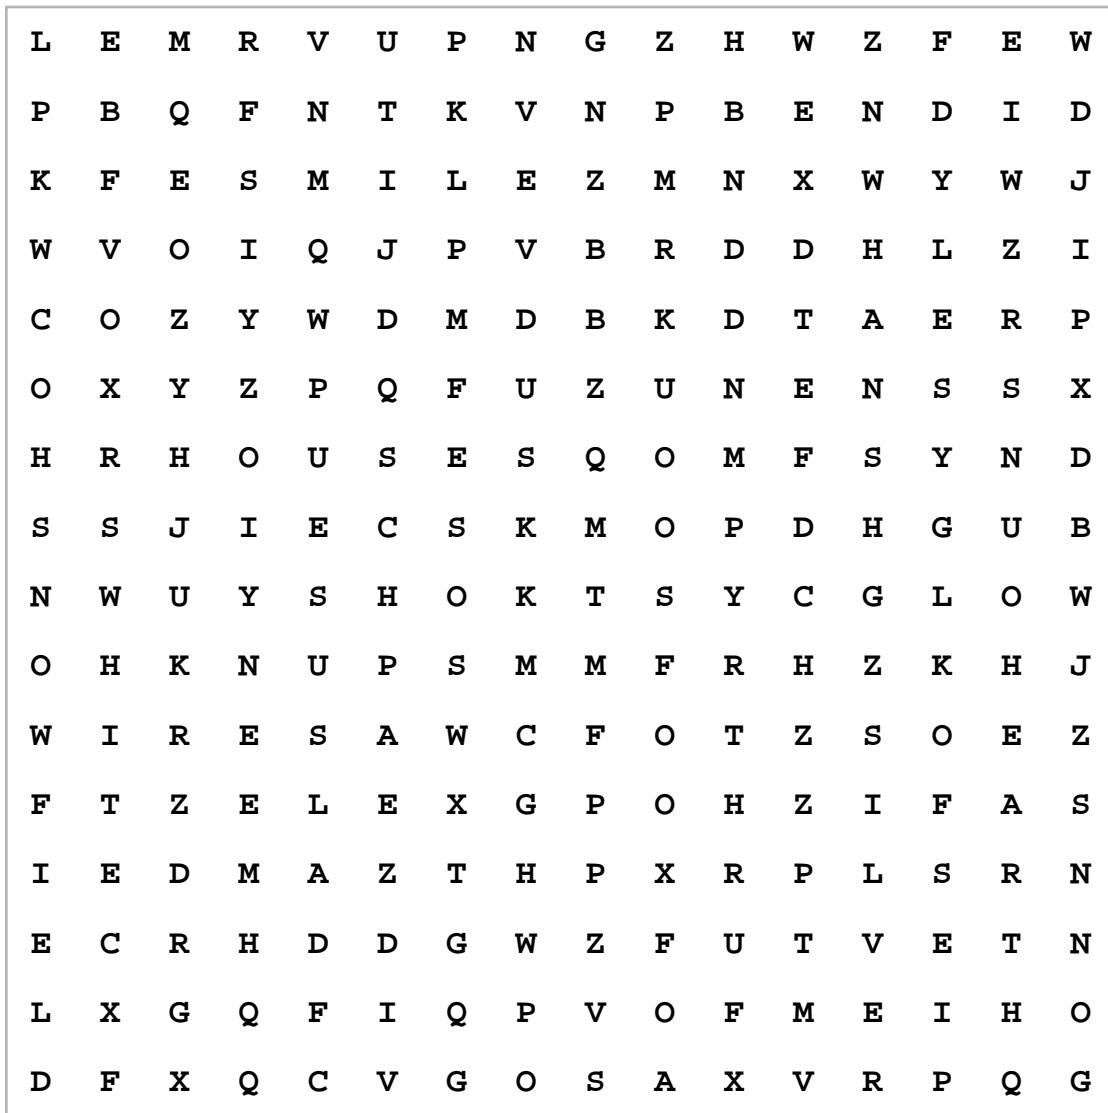 L E M R V U P N G Z H W Z F E W
P B Q F N T K V N P B E N D I D
K F E S M I L E Z M N X W Y W J
W V O I Q J P V B R D D H L Z I
C O Z Y W D M D B K D T A E R P
O X Y Z P Q F U Z U N E N S S X
H R H O U S E S Q O M F S Y N D
S S J I E C S K M O P D H G U B
N W U Y S H O K T S Y C G L O W
O H K N U P S M M F R H Z K H J
W I R E S A W C F O T Z S O E Z
F T Z E L E X G P O H Z I F A S
I E D M A Z T H P X R P L S R N
E C R H D D G W Z F U T V E T N
L X G Q F I Q P V O F M E I H O
D F X Q C V G O S A X V R P Q G